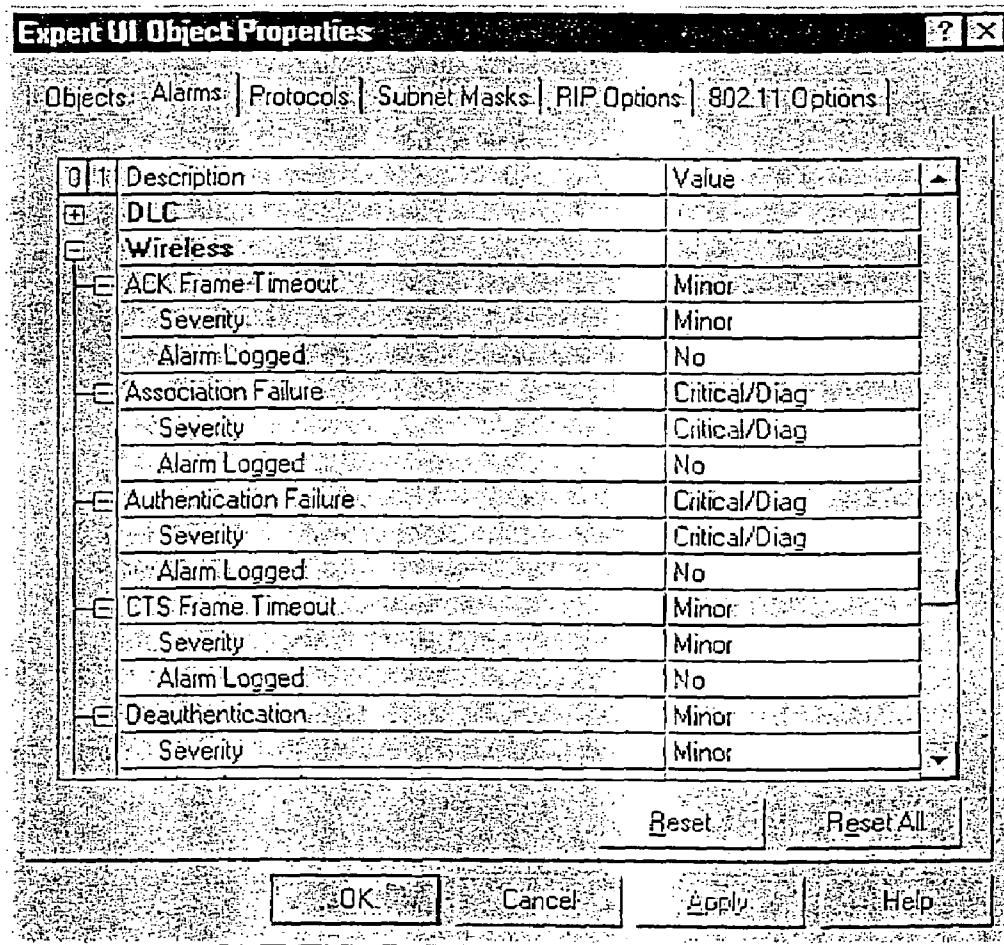 Expert UI Object Properties ? X
Objects Alarms Protocols Subnet Masks RIP Options 802.11 Options
0 1 Description Value
+ DLC
- Wireless
- ACK Frame Timeout Minor
Severity Minor
Alarm Logged No
- Association Failure Critical/Diag
Severity Critical/Diag
Alarm Logged No
- Authentication Failure Critical/Diag
Severity Critical/Diag
Alarm Logged No
- CTS Frame Timeout Minor
Severity Minor
Alarm Logged No
- Deauthentication Minor
Severity Minor
Reset Reset All
OK Cancel Apply Help